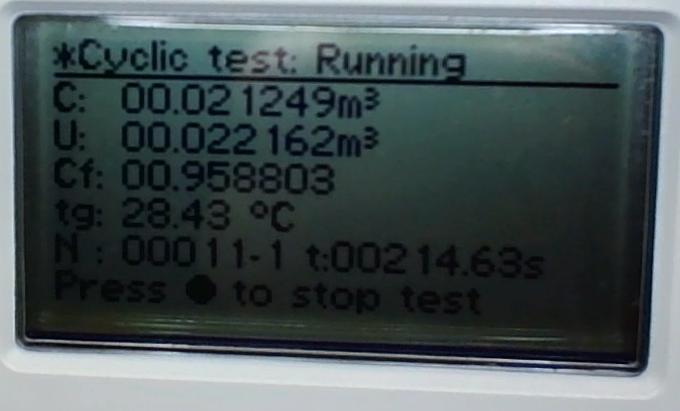 *Cyclic test: Running
C: 00.021249m³
U: 00.022162m³
Cf: 00.958803
tg: 28.43 °C
N : 00011-1 t:00214.63s
Press ● to stop test